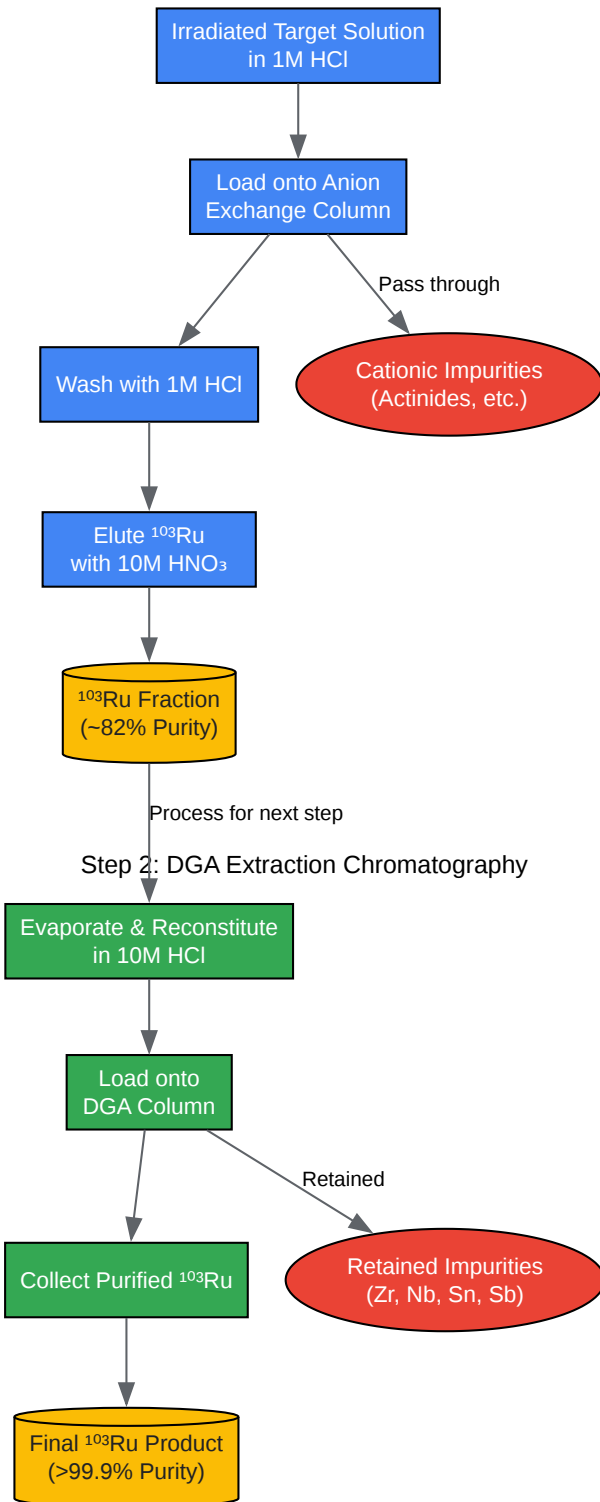 Irradiated Target Solution
in 1M HCl
Load onto Anion
Exchange Column
Pass through
Wash with 1M HCl
Cationic Impurities
(Actinides, etc.)
Elute ¹⁰³Ru
with 10M HNO₃
¹⁰³Ru Fraction
(~82% Purity)
Process for next step
Step 2: DGA Extraction Chromatography
Evaporate & Reconstitute
in 10M HCl
Load onto
DGA Column
Retained
Collect Purified ¹⁰³Ru
Retained Impurities
(Zr, Nb, Sn, Sb)
Final ¹⁰³Ru Product
(>99.9% Purity)